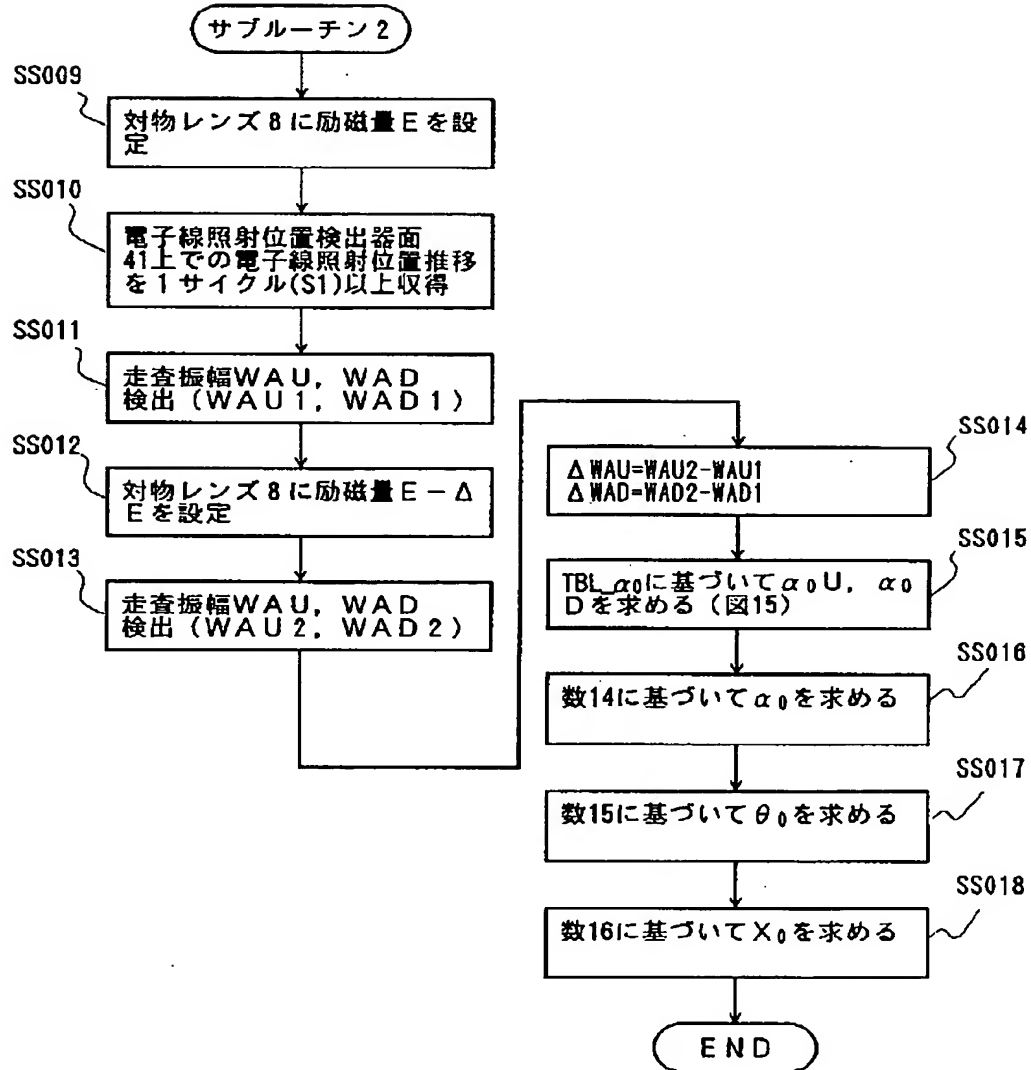 サブルーチン2
SS009
対物レンズ8に励磁量Eを設
定
SS010
電子線照射位置検出器面
41上での電子線照射位置推移
を1サイクル(S1)以上収得
SS011
走査振幅WAU，WAD
検出（WAU1，WAD1）
SS012
対物レンズ8に励磁量E－Δ
Eを設定
SS013
走査振幅WAU，WAD
検出（WAU2，WAD2）
SS014
ΔWAU=WAU2-WAU1
ΔWAD=WAD2-WAD1
SS015
TBL_α0に基づいてα0U，α0
Dを求める（図15）
SS016
数14に基づいてα0を求める
SS017
数15に基づいてθ0を求める
SS018
数16に基づいてX0を求める
END